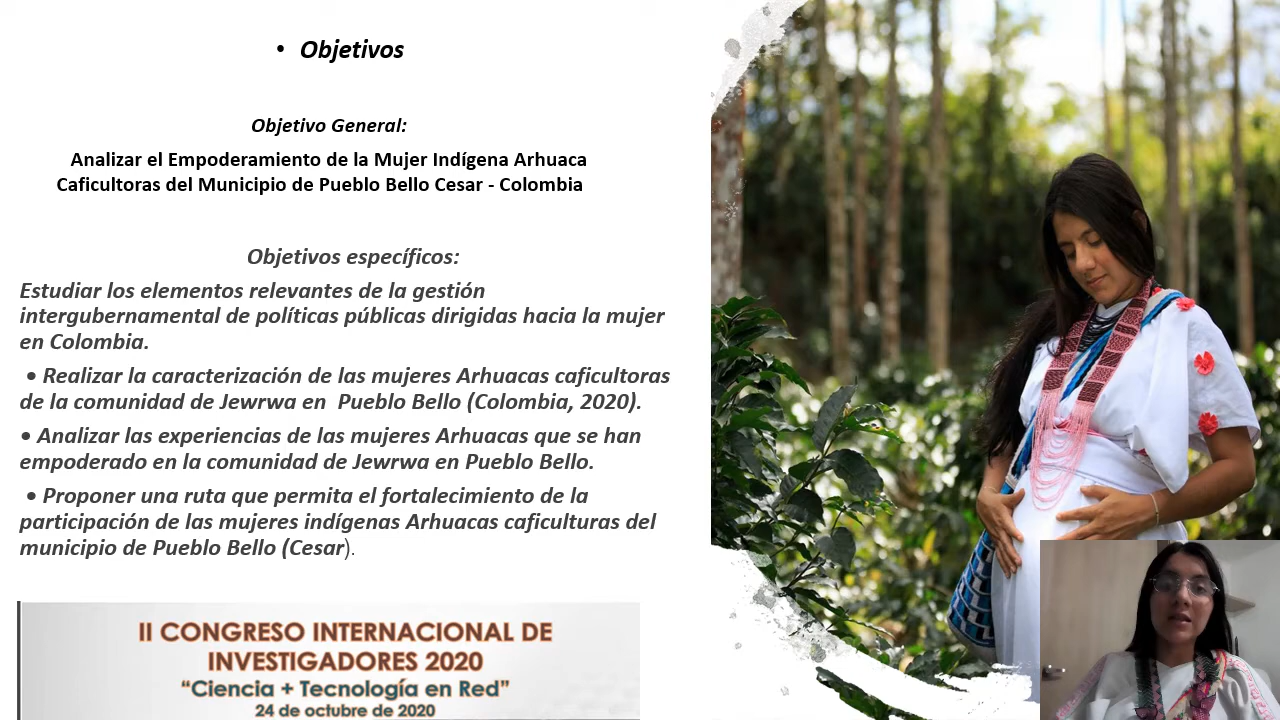 • Objetivos
Objetivo General:
Analizar el Empoderamiento de la Mujer Indígena Arhuaca
Caficultoras del Municipio de Pueblo Bello Cesar - Colombia
Objetivos específicos:
Estudiar los elementos relevantes de la gestión
intergubernamental de políticas públicas dirigidas hacia la mujer
en Colombia.
• Realizar la caracterización de las mujeres Arhuacas caficultoras
de la comunidad de Jewrwa en Pueblo Bello (Colombia, 2020).
• Analizar las experiencias de las mujeres Arhuacas que se han
empoderado en la comunidad de Jewrwa en Pueblo Bello.
• Proponer una ruta que permita el fortalecimiento de la
participación de las mujeres indígenas Arhuacas caficulturas del
municipio de Pueblo Bello (Cesar).
II CONGRESO INTERNACIONAL DE
INVESTIGADORES 2020
“Ciencia + Tecnología en Red”
24 de octubre de 2020